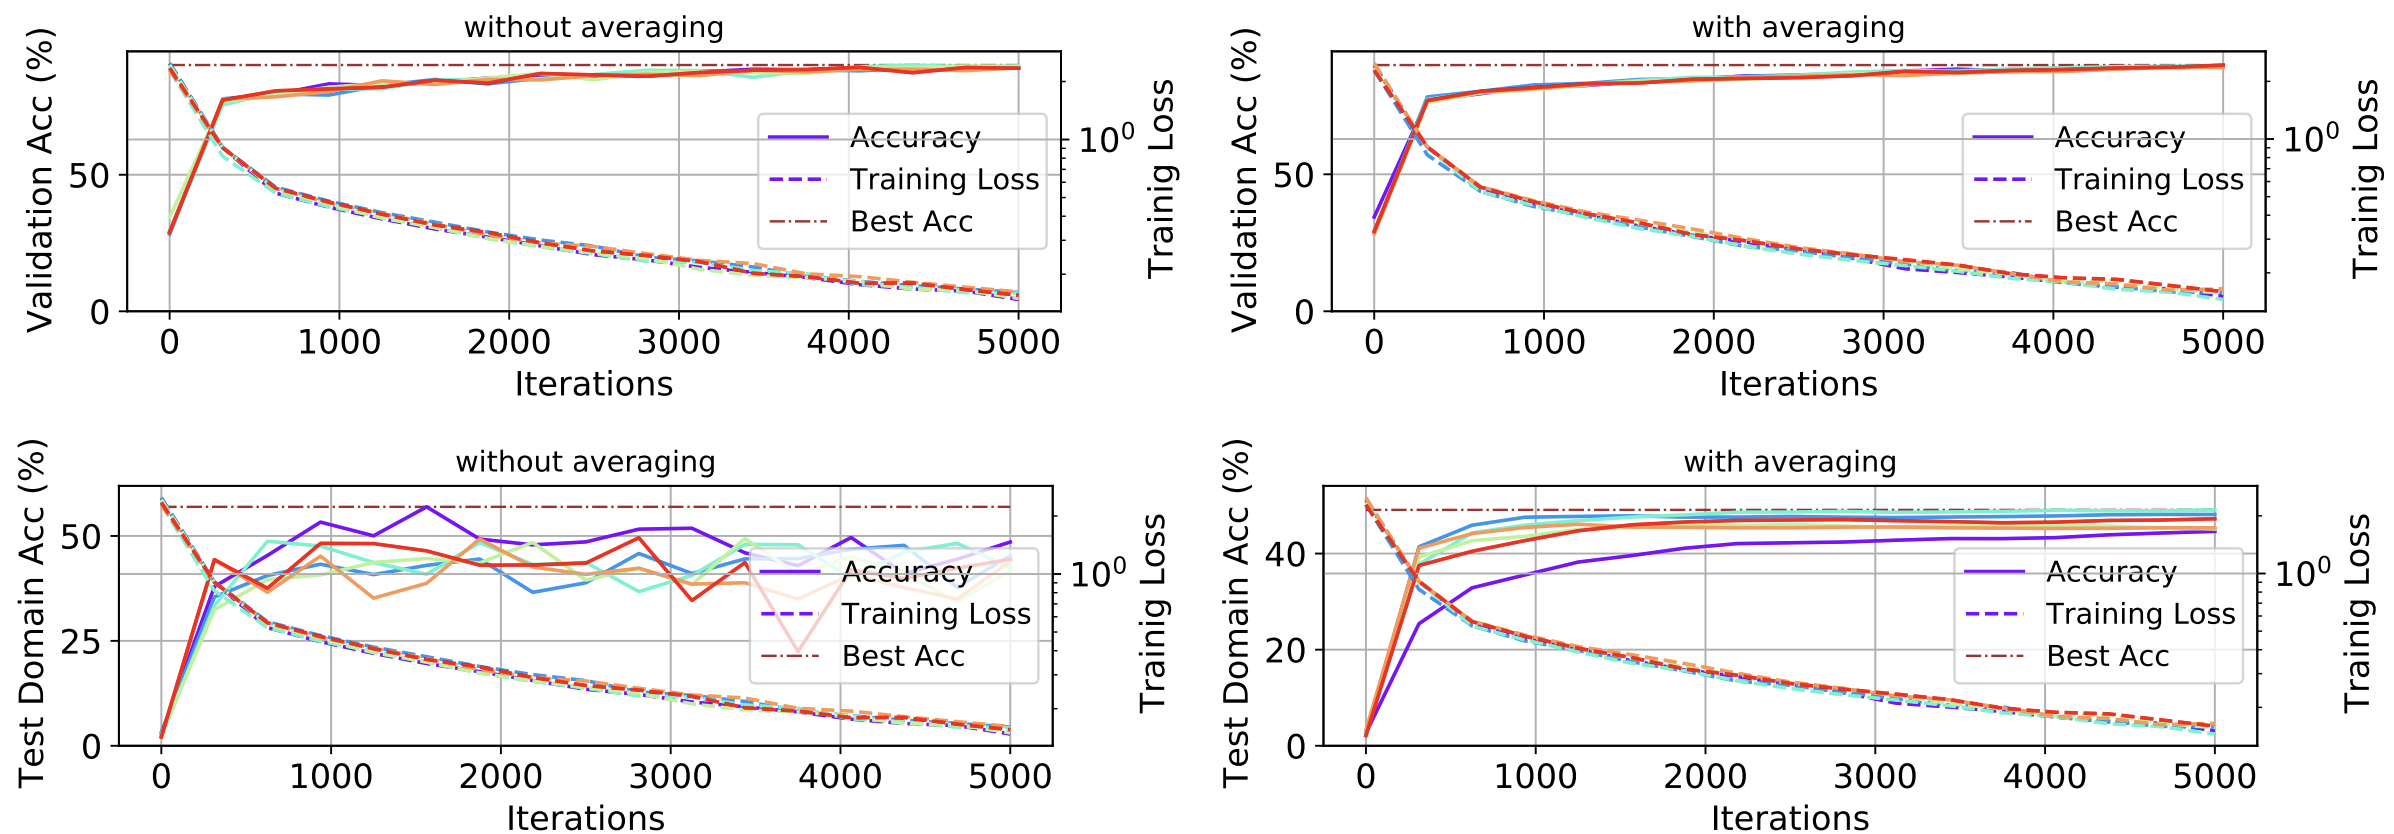 without averaging
Validation Acc (%)
50
0
0 1000 2000 3000 4000 5000
Iterations
10⁰
Trainig Loss
Accuracy
Training Loss
Best Acc
with averaging
Validation Acc (%)
50
0
0 1000 2000 3000 4000 5000
Iterations
10⁰
Trainig Loss
Accuracy
Training Loss
Best Acc
without averaging
Test Domain Acc (%)
50
25
0
0 1000 2000 3000 4000 5000
Iterations
10⁰
Trainig Loss
Accuracy
Training Loss
Best Acc
with averaging
Test Domain Acc (%)
40
20
0
0 1000 2000 3000 4000 5000
Iterations
10⁰
Trainig Loss
Accuracy
Training Loss
Best Acc